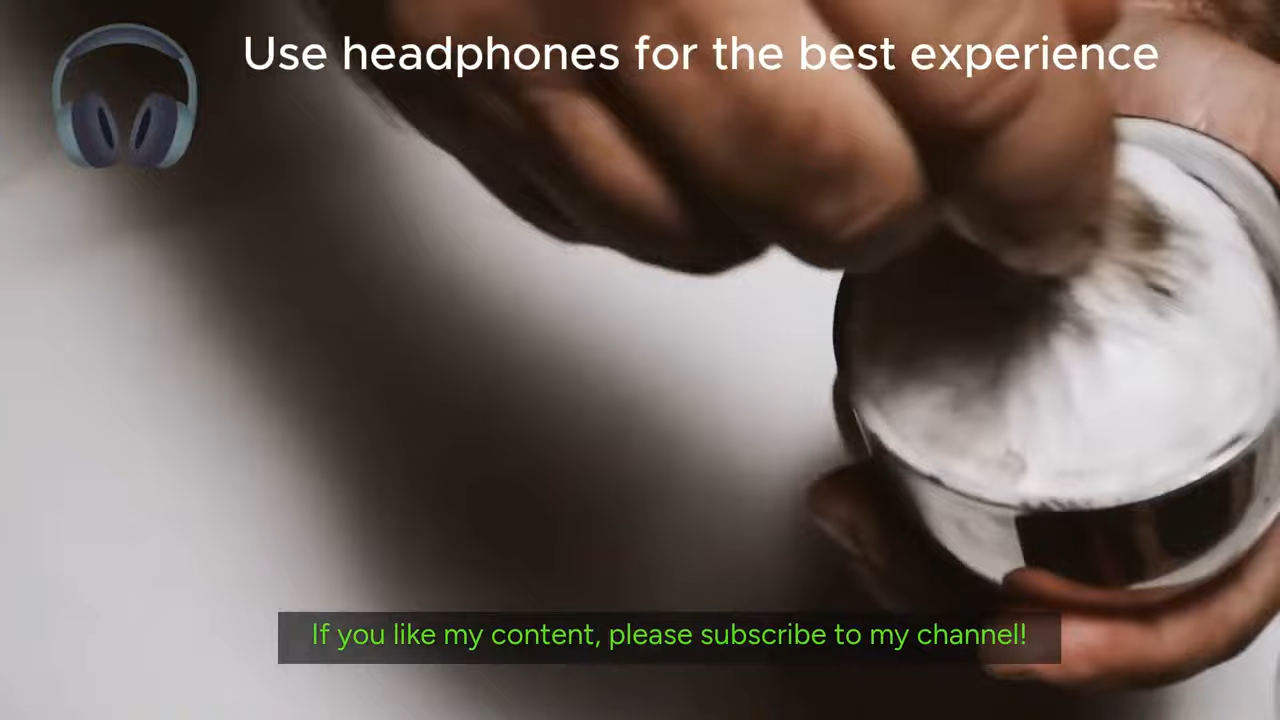 Use headphones for the best experience
If you like my content, please subscribe to my channel!